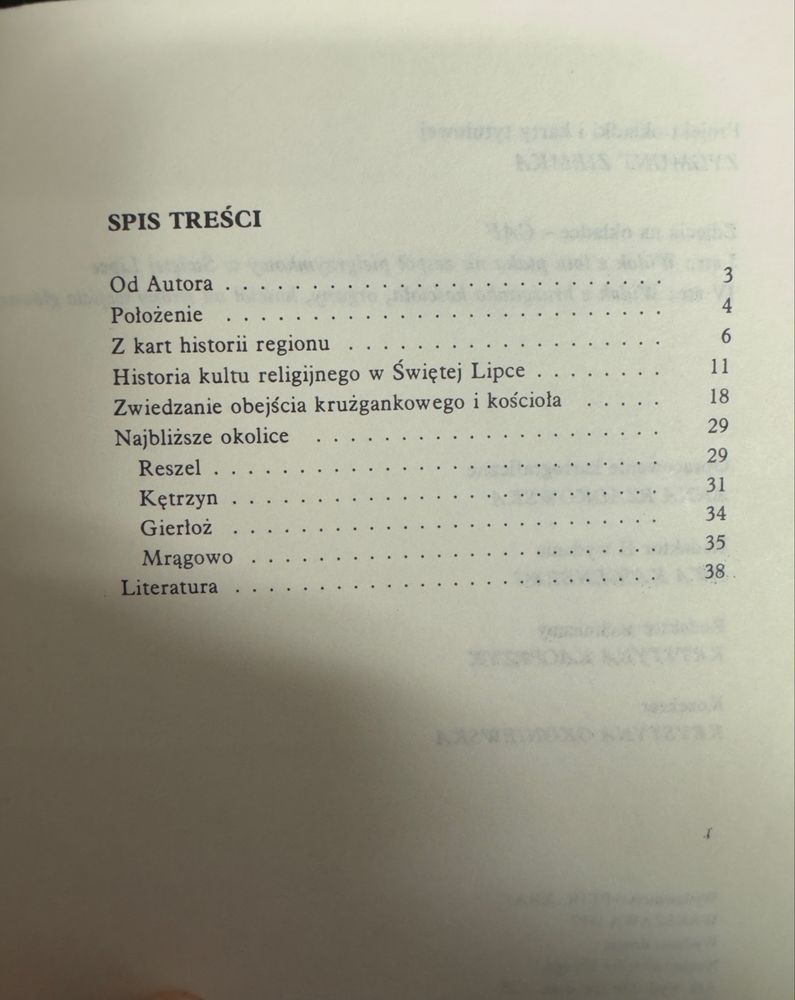 SPIS TREŚCI
Od Autora . . . . . . . . . . . . . . . . . . . . . . . . . . 3
Położenie . . . . . . . . . . . . . . . . . . . . . . . . . . 4
Z kart historii regionu . . . . . . . . . . . . . . . . . . 6
Historia kultu religijnego w Świętej Lipce . . . . . . . . 11
Zwiedzanie obejścia krużgankowego i kościoła . . . . . 18
Najbliższe okolice . . . . . . . . . . . . . . . . . . . . 29
Reszel . . . . . . . . . . . . . . . . . . . . . . . . . 29
Kętrzyn . . . . . . . . . . . . . . . . . . . . . . . . 31
Gierłoż . . . . . . . . . . . . . . . . . . . . . . . . 34
Mrągowo . . . . . . . . . . . . . . . . . . . . . . . 35
Literatura . . . . . . . . . . . . . . . . . . . . . . . . 38